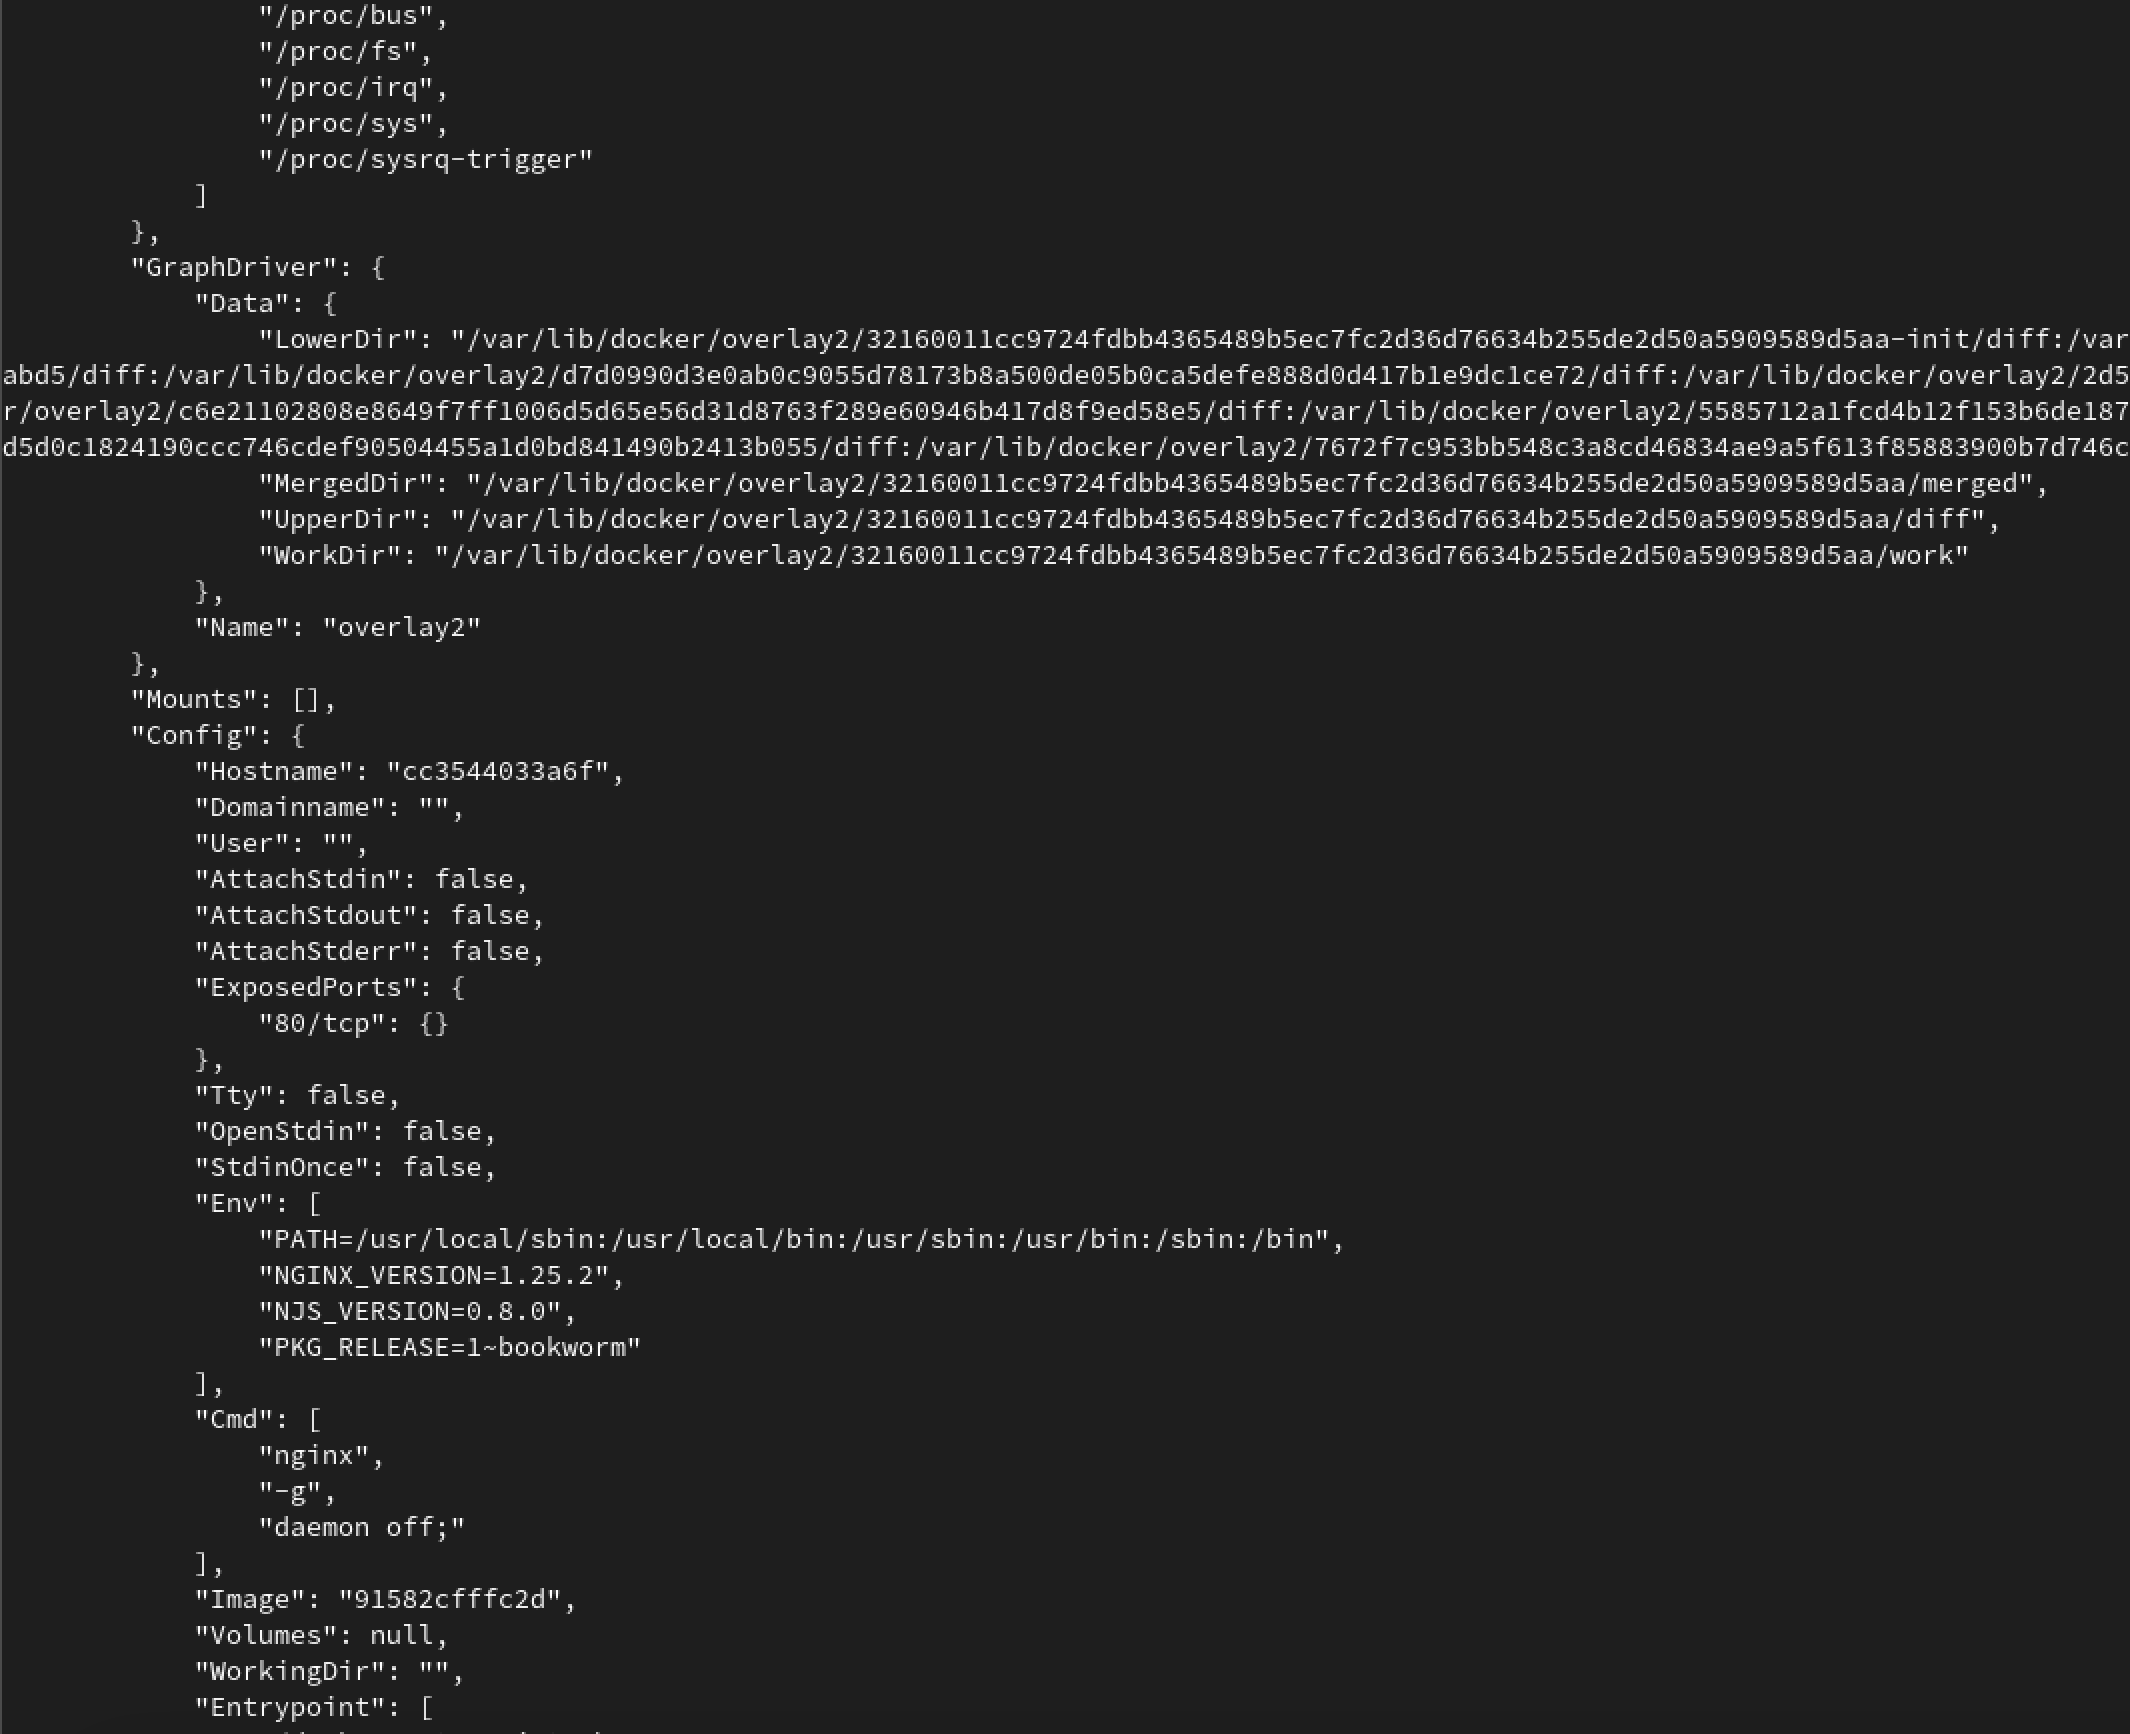 "/proc/bus",
"/proc/fs",
"/proc/irq",
"/proc/sys",
"/proc/sysrq-trigger"
]
},
"GraphDriver": {
"Data": {
"LowerDir": "/var/lib/docker/overlay2/32160011cc9724fdbb4365489b5ec7fc2d36d76634b255de2d50a5909589d5aa-init/diff:/var
abd5/diff:/var/lib/docker/overlay2/d7d0990d3e0ab0c9055d78173b8a500de05b0ca5defe888d0d417b1e9dc1ce72/diff:/var/lib/docker/overlay2/2d5
r/overlay2/c6e21102808e8649f7ff1006d5d65e56d31d8763f289e60946b417d8f9ed58e5/diff:/var/lib/docker/overlay2/5585712a1fcd4b12f153b6de187
d5d0c1824190ccc746cdef90504455a1d0bd841490b2413b055/diff:/var/lib/docker/overlay2/7672f7c953bb548c3a8cd46834ae9a5f613f85883900b7d746c
"MergedDir": "/var/lib/docker/overlay2/32160011cc9724fdbb4365489b5ec7fc2d36d76634b255de2d50a5909589d5aa/merged",
"UpperDir": "/var/lib/docker/overlay2/32160011cc9724fdbb4365489b5ec7fc2d36d76634b255de2d50a5909589d5aa/diff",
"WorkDir": "/var/lib/docker/overlay2/32160011cc9724fdbb4365489b5ec7fc2d36d76634b255de2d50a5909589d5aa/work"
},
"Name": "overlay2"
},
"Mounts": [],
"Config": {
"Hostname": "cc3544033a6f",
"Domainname": "",
"User": "",
"AttachStdin": false,
"AttachStdout": false,
"AttachStderr": false,
"ExposedPorts": {
"80/tcp": {}
},
"Tty": false,
"OpenStdin": false,
"StdinOnce": false,
"Env": [
"PATH=/usr/local/sbin:/usr/local/bin:/usr/sbin:/usr/bin:/sbin:/bin",
"NGINX_VERSION=1.25.2",
"NJS_VERSION=0.8.0",
"PKG_RELEASE=1~bookworm"
],
"Cmd": [
"nginx",
"-g",
"daemon off;"
],
"Image": "91582cfffc2d",
"Volumes": null,
"WorkingDir": "",
"Entrypoint": [